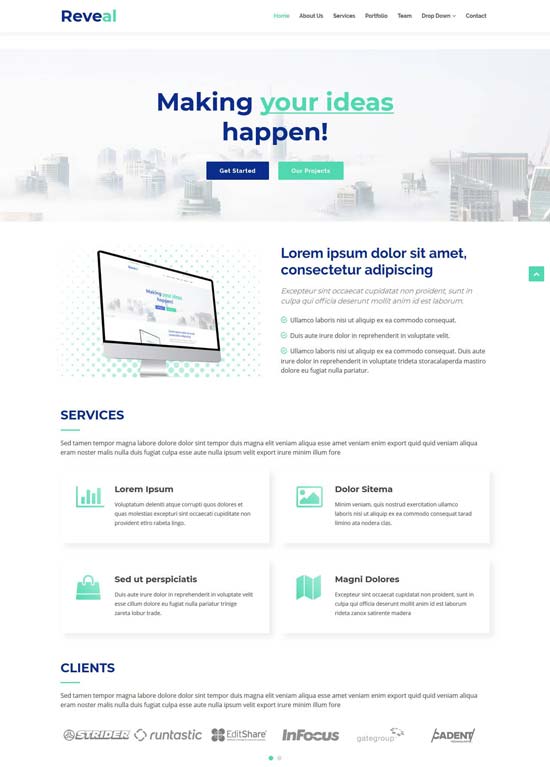 Reveal
Home About Us Services Portfolio Team Drop Down Contact
Making your ideas
happen!
Get Started Our Projects
Lorem ipsum dolor sit amet,
consectetur adipiscing
Excepteur sint occaecat cupidatat non proident, sunt in
culpa qui officia deserunt mollit anim id est laborum.
Ullamco laboris nisi ut aliquip ex ea commodo consequat.
Duis aute irure dolor in reprehenderit in voluptate velit.
Ullamco laboris nisi ut aliquip ex ea commodo consequat. Duis aute
irure dolor in reprehenderit in voluptate trideta storacalaperda mastiro
dolore eu fugiat nulla pariatur.
Making your ideas
happen!
SERVICES
Sed tamen tempor magna labore dolore dolor sint tempor duis magna elit veniam aliqua esse amet veniam enim export quid quid veniam aliqua
eram noster malis nulla duis fugiat culpa esse aute nulla ipsum velit export irure minim illum fore
Lorem Ipsum
Voluptatum deleniti atque corrupti quos dolores et
quas molestias excepturi sint occaecati cupiditate non
provident etiro rabeta lingo.
Dolor Sitema
Minim veniam, quis nostrud exercitation ullamco
laboris nisi ut aliquip ex ea commodo consequat tarad
limino ata nodera clas.
Sed ut perspiciatis
Duis aute irure dolor in reprehenderit in voluptate velit
esse cillum dolore eu fugiat nulla pariatur trinige
zareta lobur trade.
Magni Dolores
Excepteur sint occaecat cupidatat non proident, sunt in
culpa qui officia deserunt mollit anim id est laborum
rideta zanox satirente madera
CLIENTS
Sed tamen tempor magna labore dolore dolor sint tempor duis magna elit veniam aliqua esse amet veniam enim export quid quid veniam aliqua
eram noster malis nulla duis fugiat culpa esse aute nulla ipsum velit export irure minim illum fore
STRIDER runtastic EditShare InFocus gategroup CADENT